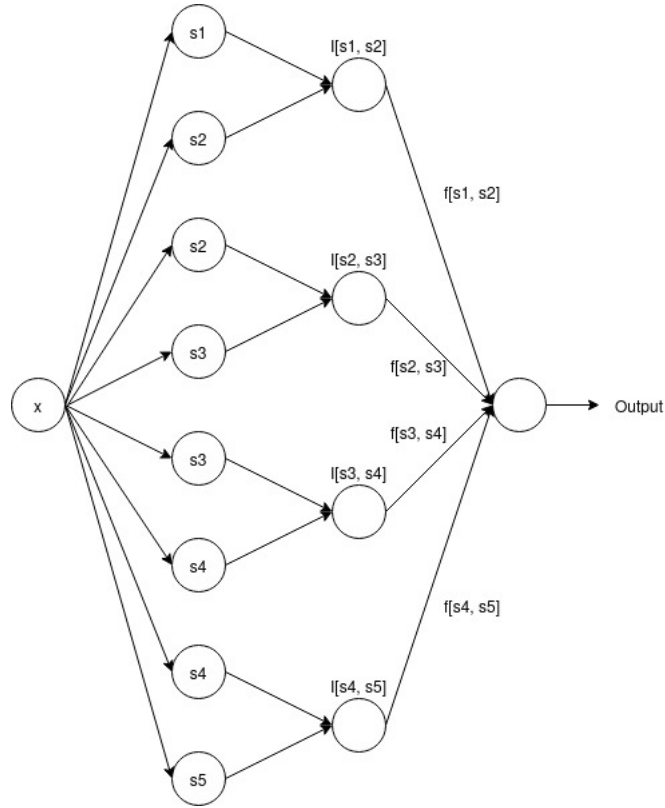 s1
I[s1, s2]
s2
f[s1, s2]
s2
I[s2, s3]
s3
f[s2, s3]
x
Output
f[s3, s4]
s3
I[s3, s4]
s4
f[s4, s5]
s4
I[s4, s5]
s5